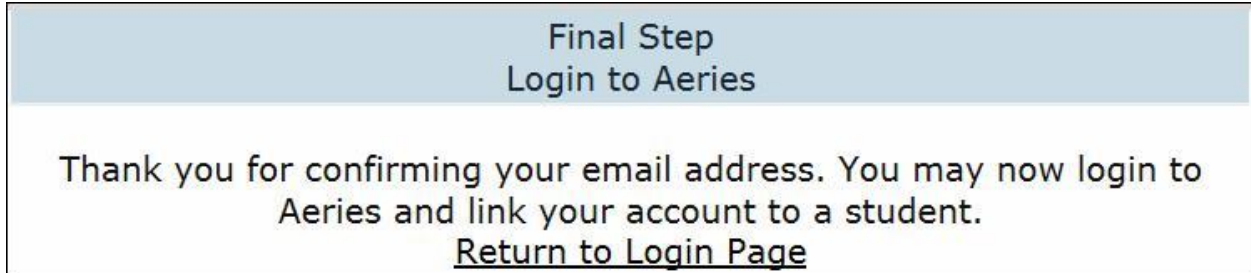 Final Step
Login to Aeries
Thank you for confirming your email address. You may now login to
Aeries and link your account to a student.
Return to Login Page